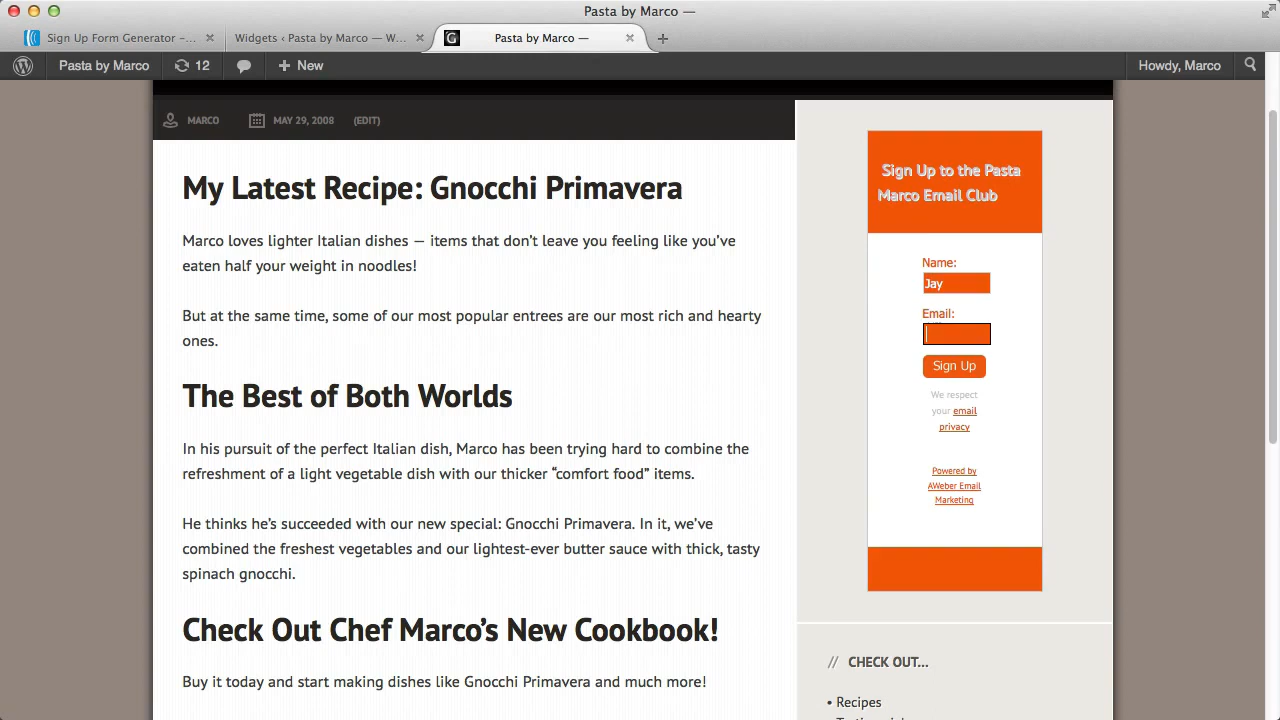 Pasta by Marco —
Sign Up Form Generator –...
Widgets ‹ Pasta by Marco — W...
Pasta by Marco —
Pasta by Marco
12
New
Howdy, Marco
MARCO
MAY 29, 2008
(EDIT)
My Latest Recipe: Gnocchi Primavera
Marco loves lighter Italian dishes — items that don’t leave you feeling like you’ve
eaten half your weight in noodles!
But at the same time, some of our most popular entrees are our most rich and hearty
ones.
The Best of Both Worlds
In his pursuit of the perfect Italian dish, Marco has been trying hard to combine the
refreshment of a light vegetable dish with our thicker “comfort food” items.
He thinks he’s succeeded with our new special: Gnocchi Primavera. In it, we’ve
combined the freshest vegetables and our lightest-ever butter sauce with thick, tasty
spinach gnocchi.
Check Out Chef Marco’s New Cookbook!
Buy it today and start making dishes like Gnocchi Primavera and much more!
Sign Up to the Pasta
Marco Email Club
Name:
Jay
Email:
Sign Up
We respect
your email
privacy
Powered by
AWeber Email
Marketing
// CHECK OUT...
• Recipes